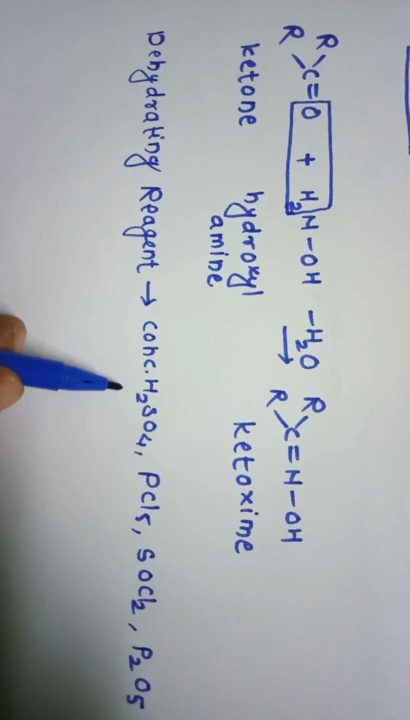 R R C=O + H2N-OH -H2O → R R C=N-OH
ketone hydroxyl amine ketoxime
Dehydrating Reagent → conc.H2SO4, PCl5, SOCl2, P2O5